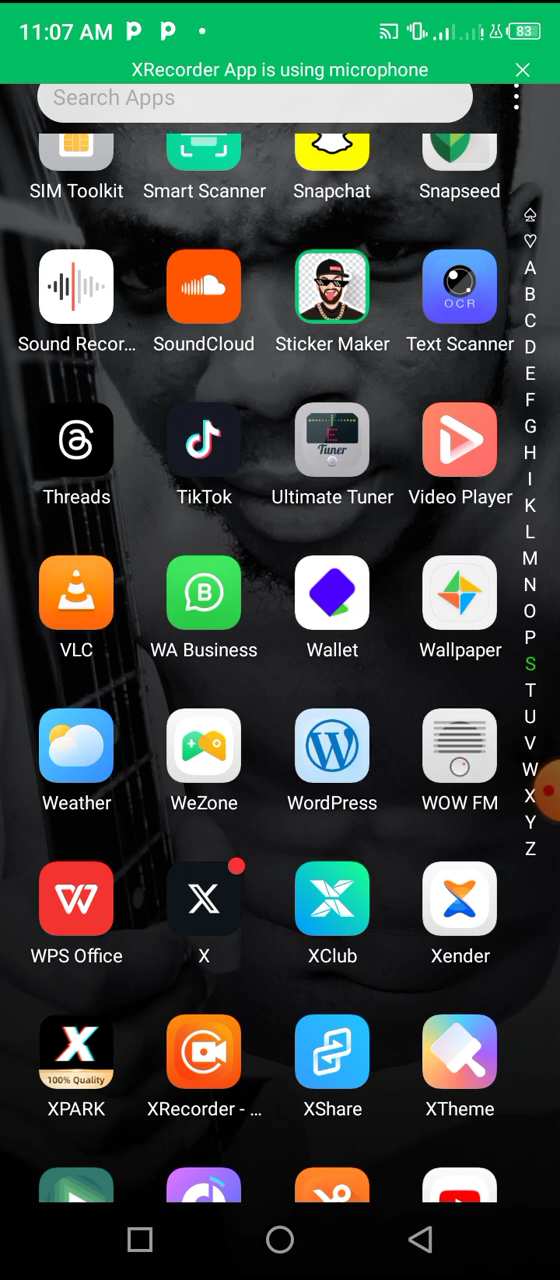 11:07 AM
83
XRecorder App is using microphone
Search Apps
SIM Toolkit
Smart Scanner
Snapchat
Snapseed
OCR
Sound Recor...
SoundCloud
Sticker Maker
Text Scanner
E
Tuner
Threads
TikTok
Ultimate Tuner
Video Player
B
VLC
WA Business
Wallet
Wallpaper
Weather
WeZone
WordPress
WOW FM
WPS Office
X
XClub
Xender
X
100% Quality
XPARK
XRecorder - ...
XShare
XTheme
A
B
C
D
E
F
G
H
I
K
L
M
N
O
P
S
T
U
V
W
X
Y
Z